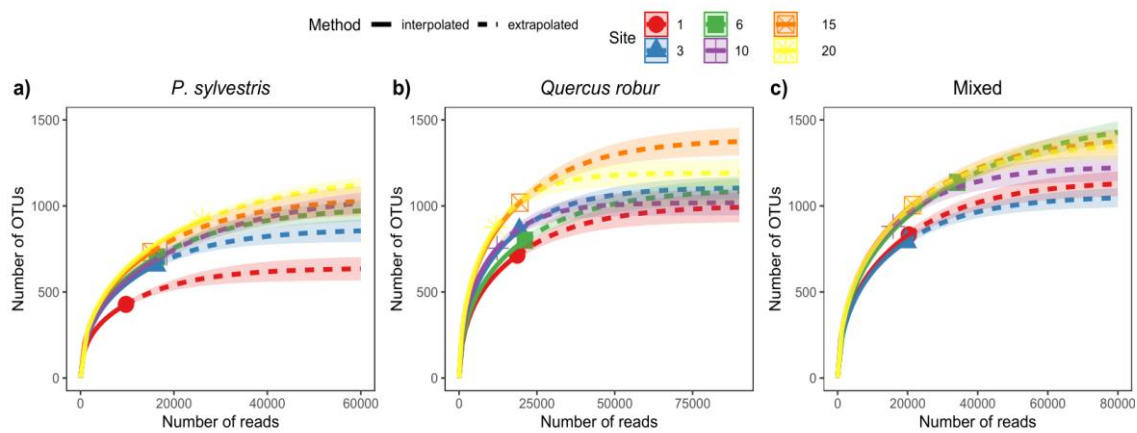 Method interpolated extrapolated Site 1 6 15
3 10 20
a) P. sylvestris b) Quercus robur c) Mixed
1500 1500 1500
1000 1000 1000
500 500 500
0 0 0
Number of OTUs Number of OTUs Number of OTUs
0 20000 40000 60000 0 25000 50000 75000 0 20000 40000 60000 80000
Number of reads Number of reads Number of reads